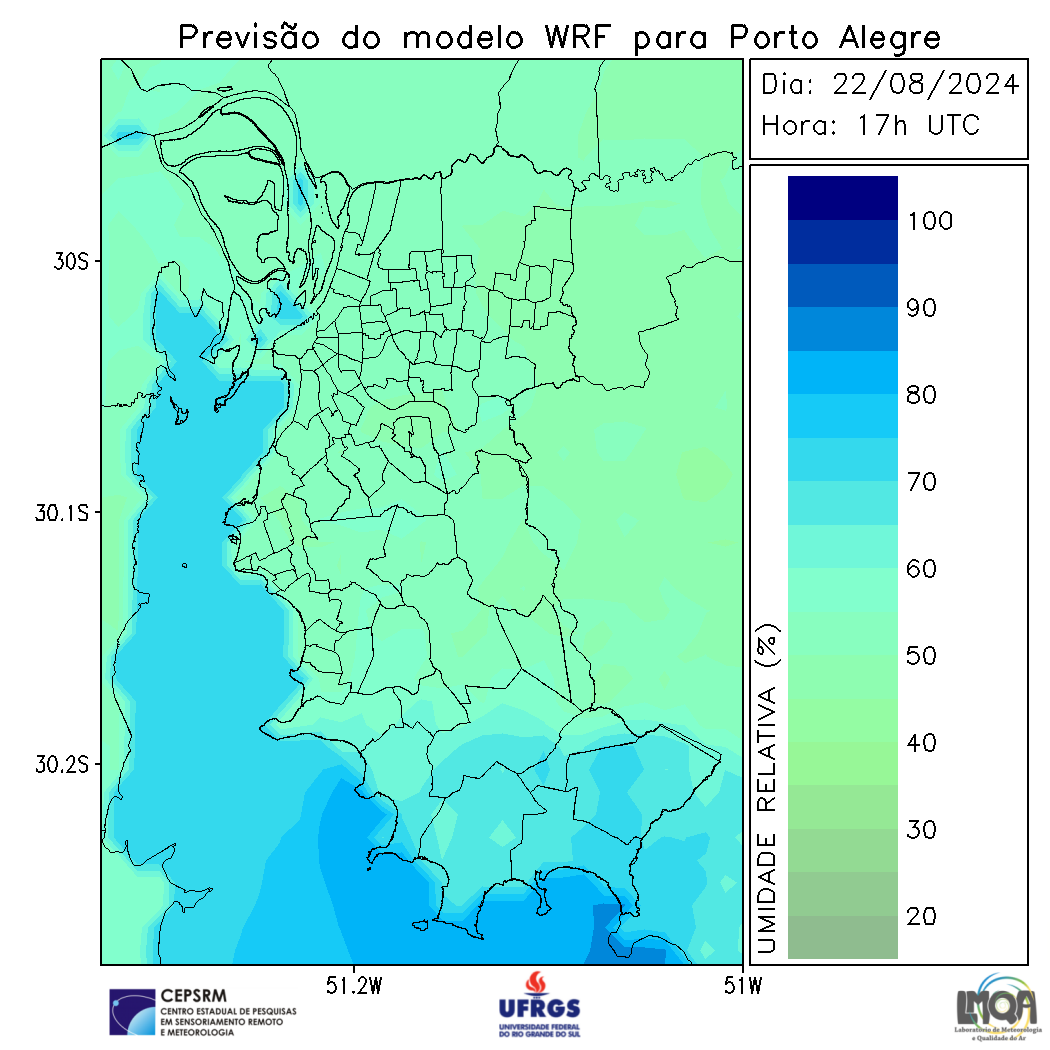 Previsão do modelo WRF para Porto Alegre
Dia: 22/08/2024
Hora: 17h UTC
100
90
80
70
60
50
40
30
20
UMIDADE RELATIVA (%)
30S
30.1S
30.2S
51.2W
51W
CEPSRM
CENTRO ESTADUAL DE PESQUISAS
EM SENSORIAMENTO REMOTO
E METEOROLOGIA
UFRGS
UNIVERSIDADE FEDERAL
DO RIO GRANDE DO SUL
LMQA
Laboratório de Meteorologia
e Qualidade do Ar